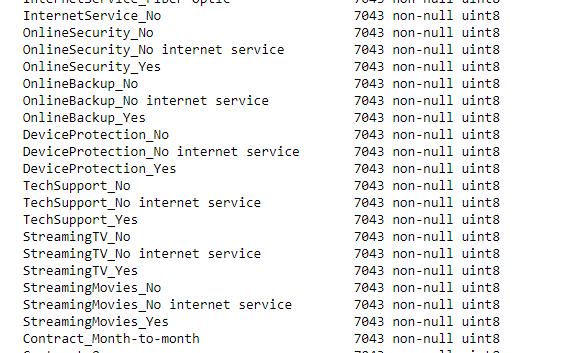 InternetService_No 7043 non-null uint8
OnlineSecurity_No 7043 non-null uint8
OnlineSecurity_No internet service 7043 non-null uint8
OnlineSecurity_Yes 7043 non-null uint8
OnlineBackup_No 7043 non-null uint8
OnlineBackup_No internet service 7043 non-null uint8
OnlineBackup_Yes 7043 non-null uint8
DeviceProtection_No 7043 non-null uint8
DeviceProtection_No internet service 7043 non-null uint8
DeviceProtection_Yes 7043 non-null uint8
TechSupport_No 7043 non-null uint8
TechSupport_No internet service 7043 non-null uint8
TechSupport_Yes 7043 non-null uint8
StreamingTV_No 7043 non-null uint8
StreamingTV_No internet service 7043 non-null uint8
StreamingTV_Yes 7043 non-null uint8
StreamingMovies_No 7043 non-null uint8
StreamingMovies_No internet service 7043 non-null uint8
StreamingMovies_Yes 7043 non-null uint8
Contract_Month-to-month 7043 non-null uint8